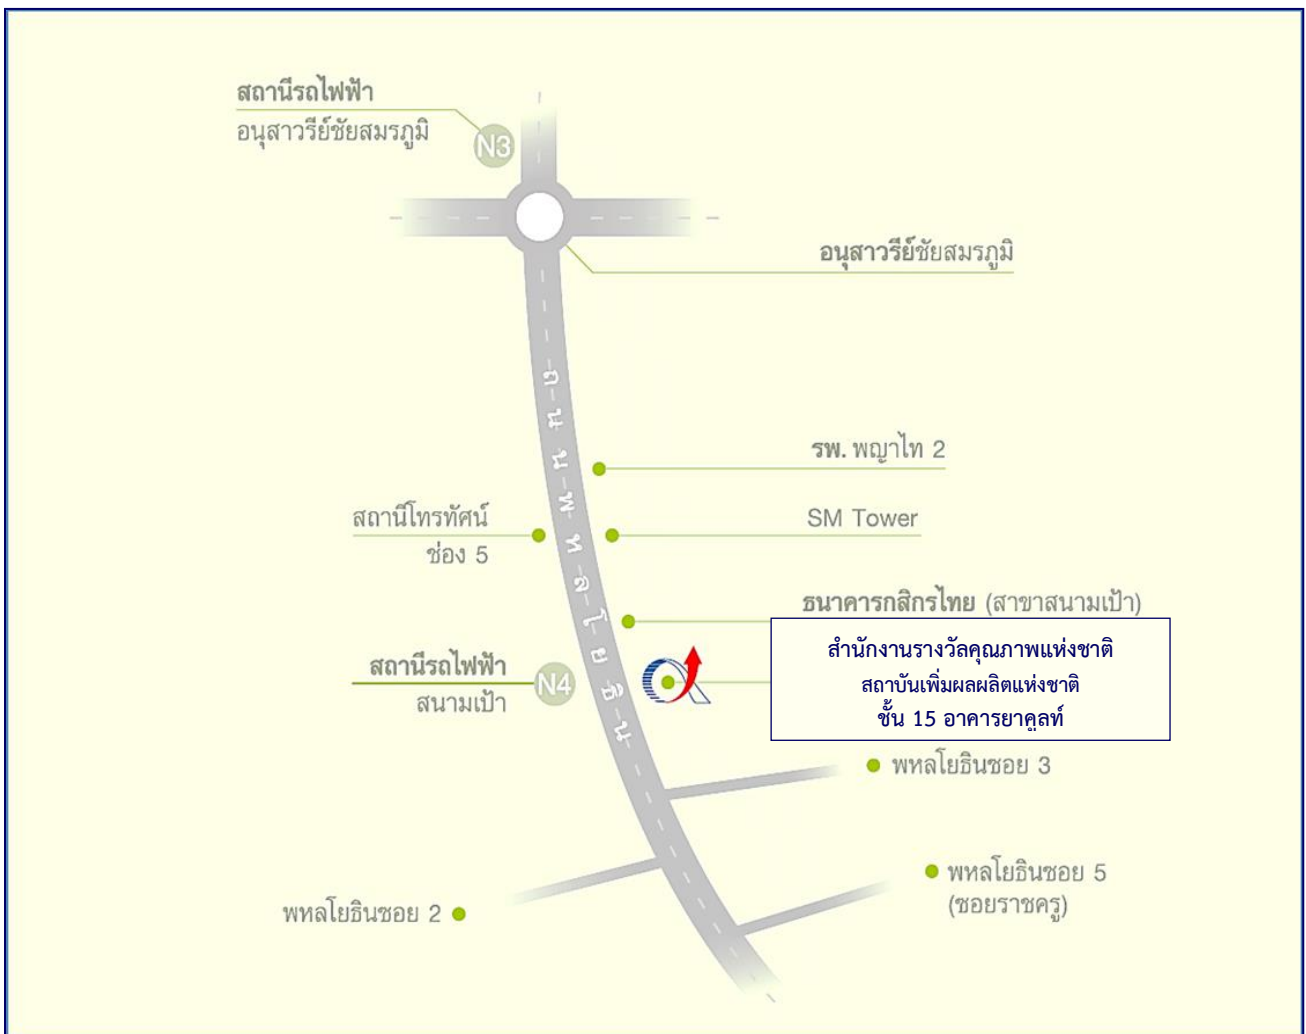 สถานีรถไฟฟ้า
อนุสาวรีย์ชัยสมรภูมิ
N3
อนุสาวรีย์ชัยสมรภูมิ
ถนนพหลโยธิน
รพ. พญาไท 2
สถานีโทรทัศน์
ช่อง 5
SM Tower
ธนาคารกสิกรไทย (สาขาสนามเป้า)
สำนักงานรางวัลคุณภาพแห่งชาติ
สถาบันเพิ่มผลผลิตแห่งชาติ
ชั้น 15 อาคารยาคูลท์
สถานีรถไฟฟ้า
สนามเป้า
N4
พหลโยธินซอย 3
พหลโยธินซอย 5
(ซอยราชครู)
พหลโยธินซอย 2